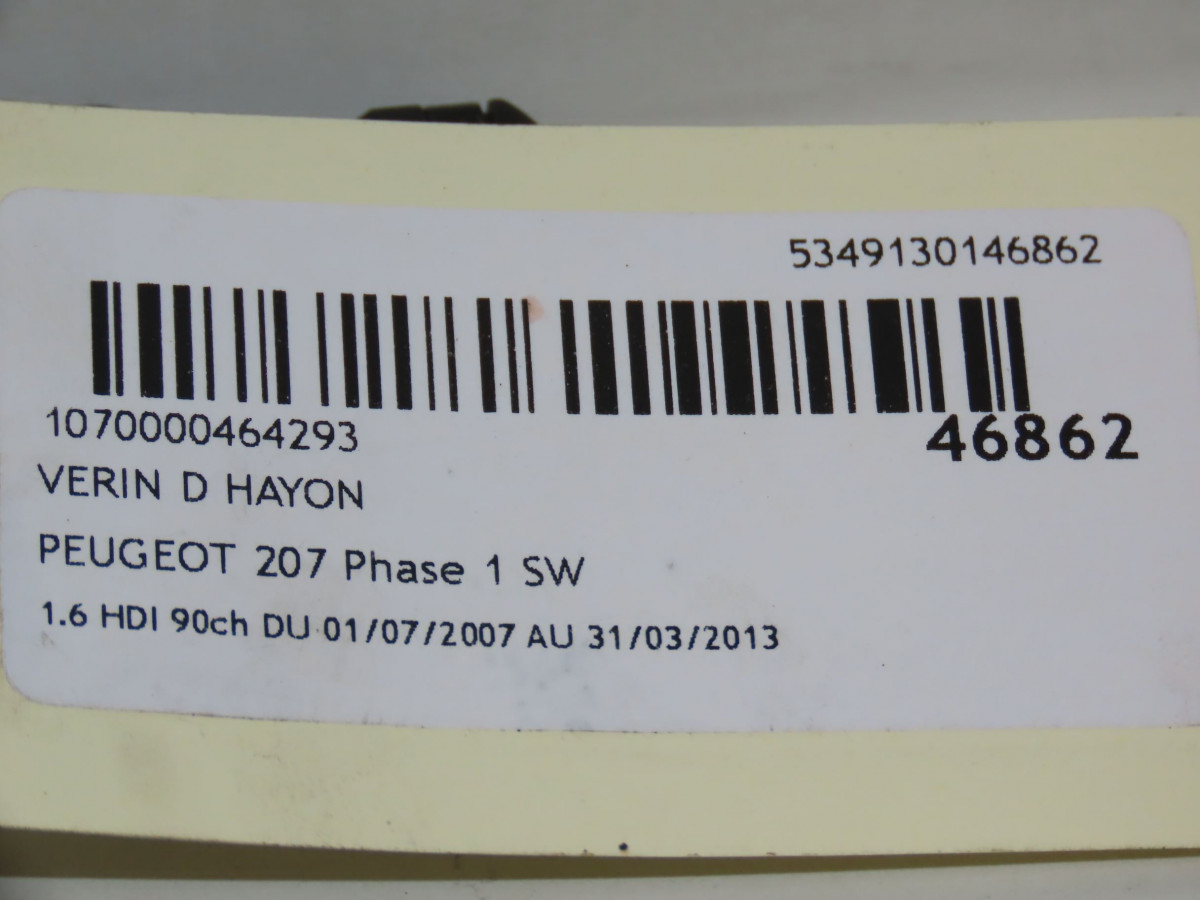 5349130146862
1070000464293
46862
VERIN D HAYON
PEUGEOT 207 Phase 1 SW
1.6 HDI 90ch DU 01/07/2007 AU 31/03/2013